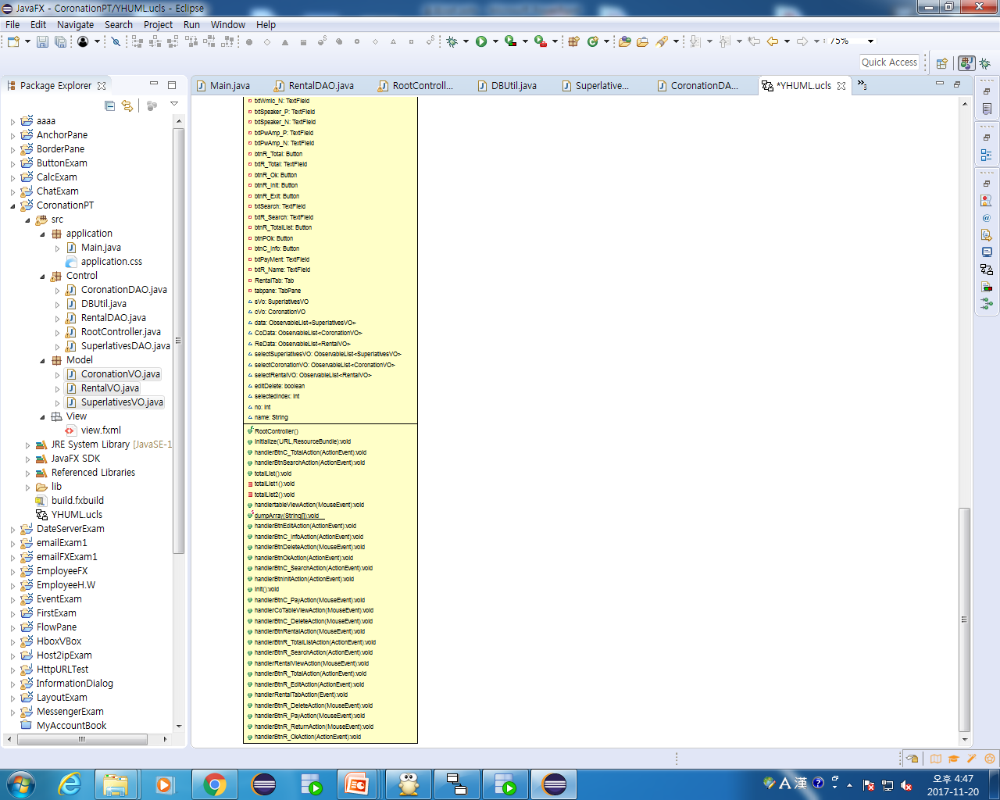 JavaFX - CoronationPT/YHUML.ucls - Eclipse
File Edit Navigate Search Project Run Window Help
75%
Quick Access
Package Explorer
Main.java
RentalDAO.java
RootControll...
DBUtil.java
Superlative...
CoronationDA...
*YHUML.ucls
»3
aaaa
AnchorPane
BorderPane
ButtonExam
CalcExam
ChatExam
CoronationPT
src
application
Main.java
application.css
Control
CoronationDAO.java
DBUtil.java
RentalDAO.java
RootController.java
SuperlativesDAO.java
Model
CoronationVO.java
RentalVO.java
SuperlativesVO.java
View
view.fxml
JRE System Library [JavaSE-1
JavaFX SDK
Referenced Libraries
lib
build.fxbuild
YHUML.ucls
DateServerExam
emailExam1
emailFXExam1
EmployeeFX
EmployeeH.W
EventExam
FirstExam
FlowPane
HboxVBox
Host2ipExam
HttpURLTest
InformationDialog
LayoutExam
MessengerExam
MyAccountBook
txtWmic_N: TextField
txtSpeaker_P: TextField
txtSpeaker_N: TextField
txtPwAmp_P: TextField
txtPwAmp_N: TextField
btnR_Total: Button
txtR_Total: TextField
btnR_Ok: Button
btnR_Init: Button
btnR_Exit: Button
txtSearch: TextField
txtR_Search: TextField
btnR_TotalList: Button
btnPOk: Button
btnC_Info: Button
txtPayMent: TextField
txtR_Name: TextField
RentalTab: Tab
tabpane: TabPane
sVo: SuperlativesVO
cVo: CoronationVO
data: ObservableList<SuperlativesVO>
CoData: ObservableList<CoronationVO>
ReData: ObservableList<RentalVO>
selectSuperlativesVO: ObservableList<SuperlativesVO>
selectCoronationVO: ObservableList<CoronationVO>
selectRentalVO: ObservableList<RentalVO>
editDelete: boolean
selectedIndex: int
no: int
name: String
RootController()
initialize(URL,ResourceBundle):void
handlerBtnC_TotalAction(ActionEvent):void
handlerBtnSearchAction(ActionEvent):void
totalList():void
totalList1():void
totalList2():void
handlertableViewAction(MouseEvent):void
dumpArray(String[]):void
handlerBtnEditAction(ActionEvent):void
handlerBtnC_InfoAction(ActionEvent):void
handlerBtnDeleteAction(MouseEvent):void
handlerBtnOkAction(ActionEvent):void
handlerBtnC_SearchAction(ActionEvent):void
handlerBtnInitAction(ActionEvent):void
init():void
handlerBtnC_PayAction(MouseEvent):void
handlerCoTableViewAction(MouseEvent):void
handlerBtnC_DeleteAction(MouseEvent):void
handlerBtnRentalAction(MouseEvent):void
handlerBtnR_TotalListAction(ActionEvent):void
handlerBtnR_SearchAction(ActionEvent):void
handlerRentalViewAction(MouseEvent):void
handlerBtnR_TotalAction(ActionEvent):void
handlerBtnR_EditAction(ActionEvent):void
handlerRentalTabAction(Event):void
handlerBtnR_DeleteAction(MouseEvent):void
handlerBtnR_PayAction(MouseEvent):void
handlerBtnR_ReturnAction(MouseEvent):void
handlerBtnR_OkAction(ActionEvent):void
A 漢
오후 4:47
2017-11-20